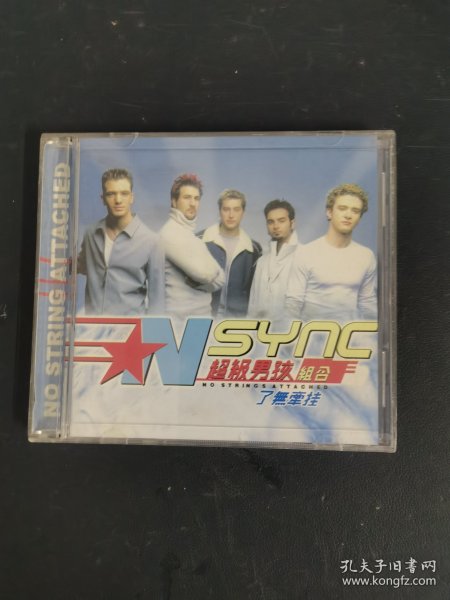 NO STRING ATTACHED
N SYNC
超級男孩 組合
NO STRINGS ATTACHED
了無牽挂
孔夫子旧书网
www.kongfz.com